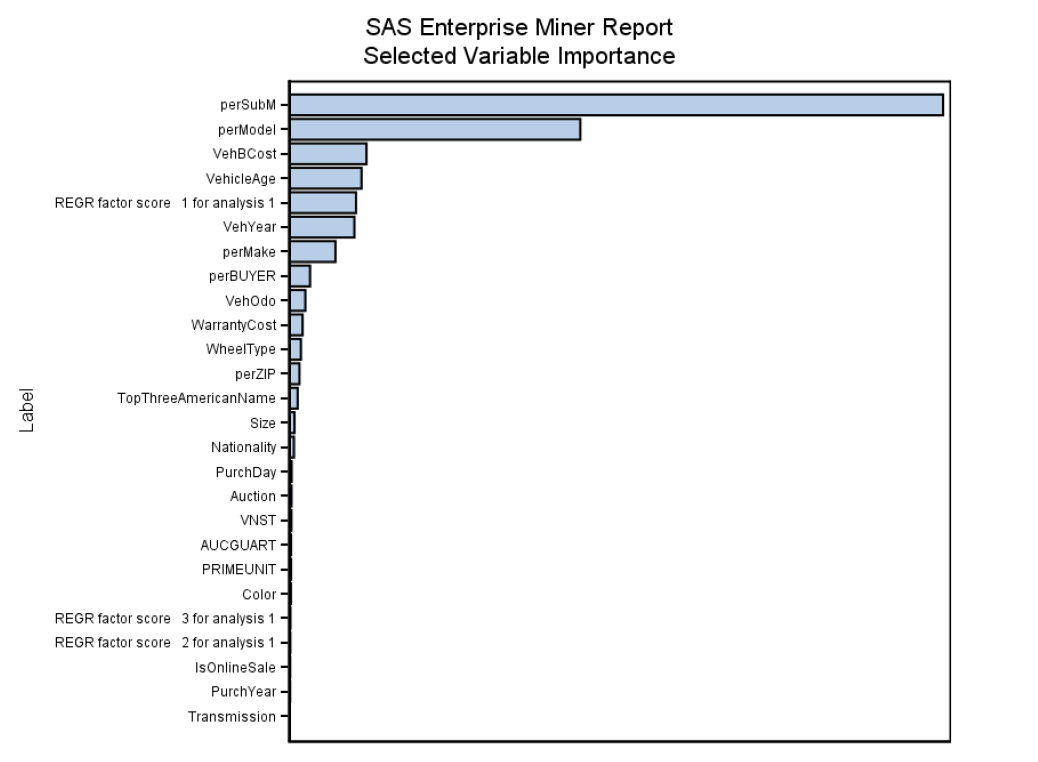 SAS Enterprise Miner Report
Selected Variable Importance
Label
perSubM
perModel
VehBCost
VehicleAge
REGR factor score   1 for analysis 1
VehYear
perMake
perBUYER
VehOdo
WarrantyCost
WheelType
perZIP
TopThreeAmericanName
Size
Nationality
PurchDay
Auction
VNST
AUCGUART
PRIMEUNIT
Color
REGR factor score   3 for analysis 1
REGR factor score   2 for analysis 1
IsOnlineSale
PurchYear
Transmission